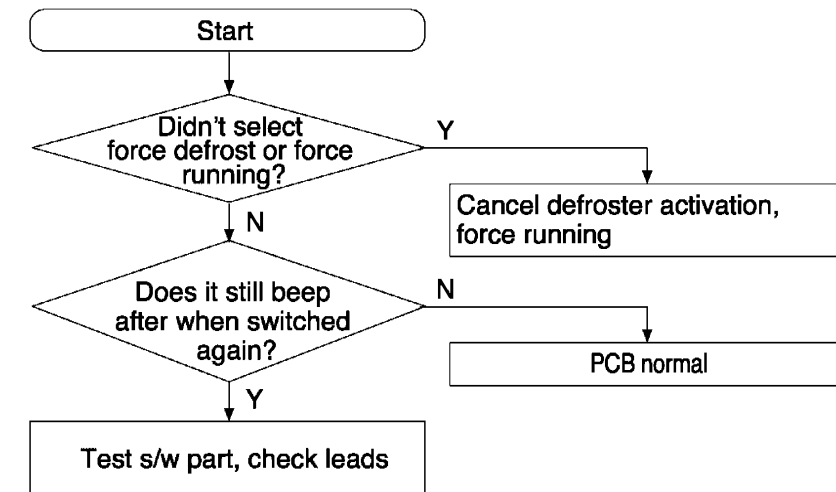 Start
Didn't select
force defrost or force
running?
Y
Cancel defroster activation,
force running
N
Does it still beep
after when switched
again?
N
PCB normal
Y
Test s/w part, check leads